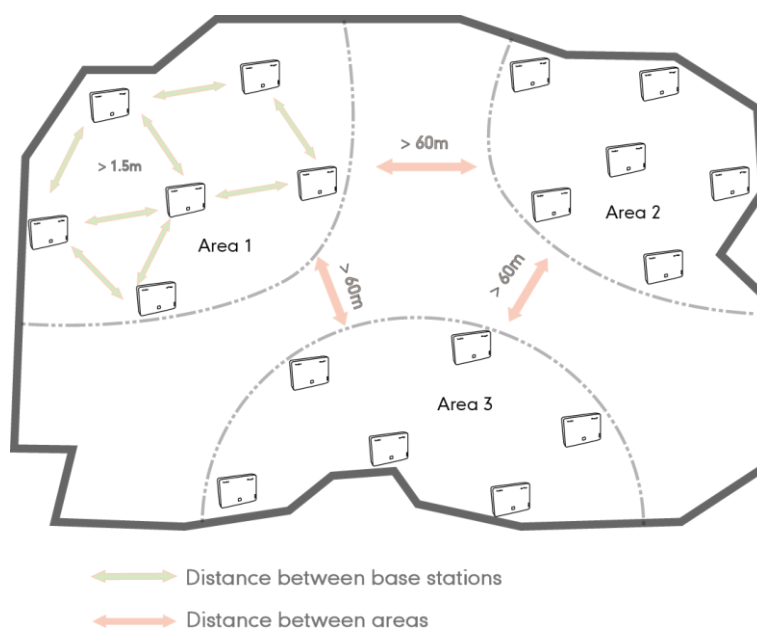 > 60m
> 1.5m
Area 1
Area 2
<60m
> 60m
Area 3
Distance between base stations
Distance between areas